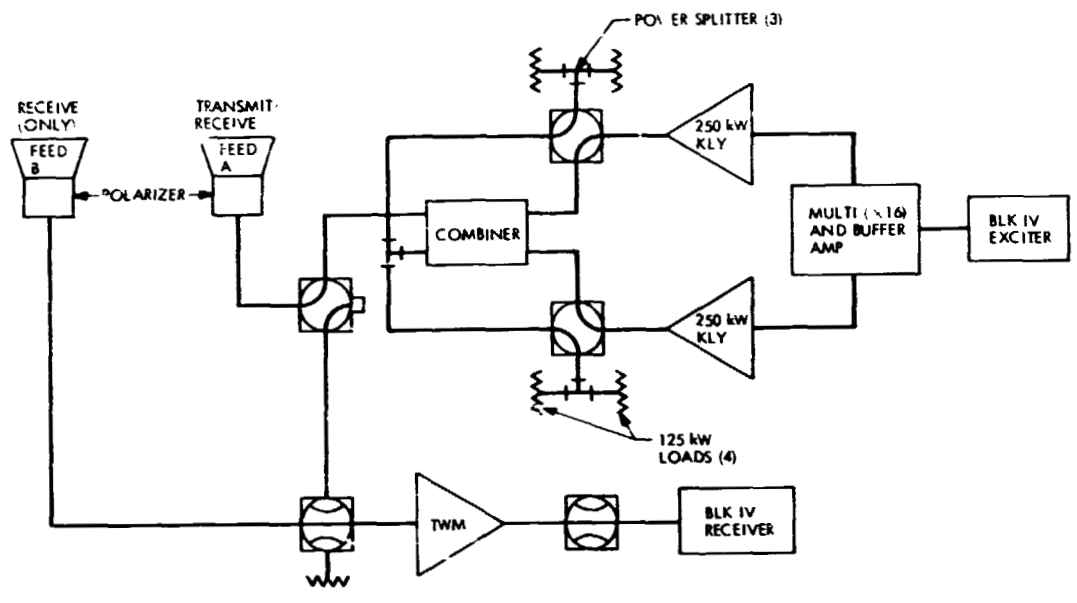 POWER SPLITTER (3)
RECEIVE
(ONLY)
FEED
B
TRANSMIT-
RECEIVE
FEED
A
POLARIZER
250 kW
KLY
COMBINER
MULTI (×16)
AND BUFFER
AMP
BLK IV
EXCITER
250 kW
KLY
125 kW
LOADS (4)
TWM
BLK IV
RECEIVER